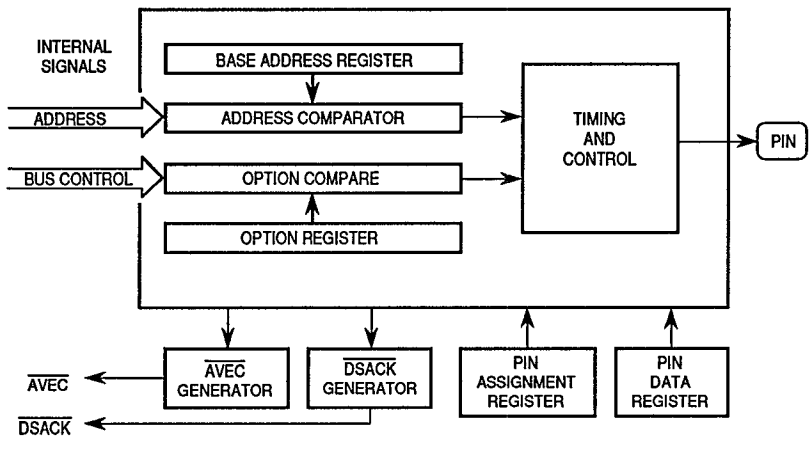 INTERNAL
SIGNALS
BASE ADDRESS REGISTER
ADDRESS
ADDRESS COMPARATOR
TIMING
AND
CONTROL
PIN
BUS CONTROL
OPTION COMPARE
OPTION REGISTER
AVEC
GENERATOR
DSACK
GENERATOR
PIN
ASSIGNMENT
REGISTER
PIN
DATA
REGISTER
AVEC
DSACK